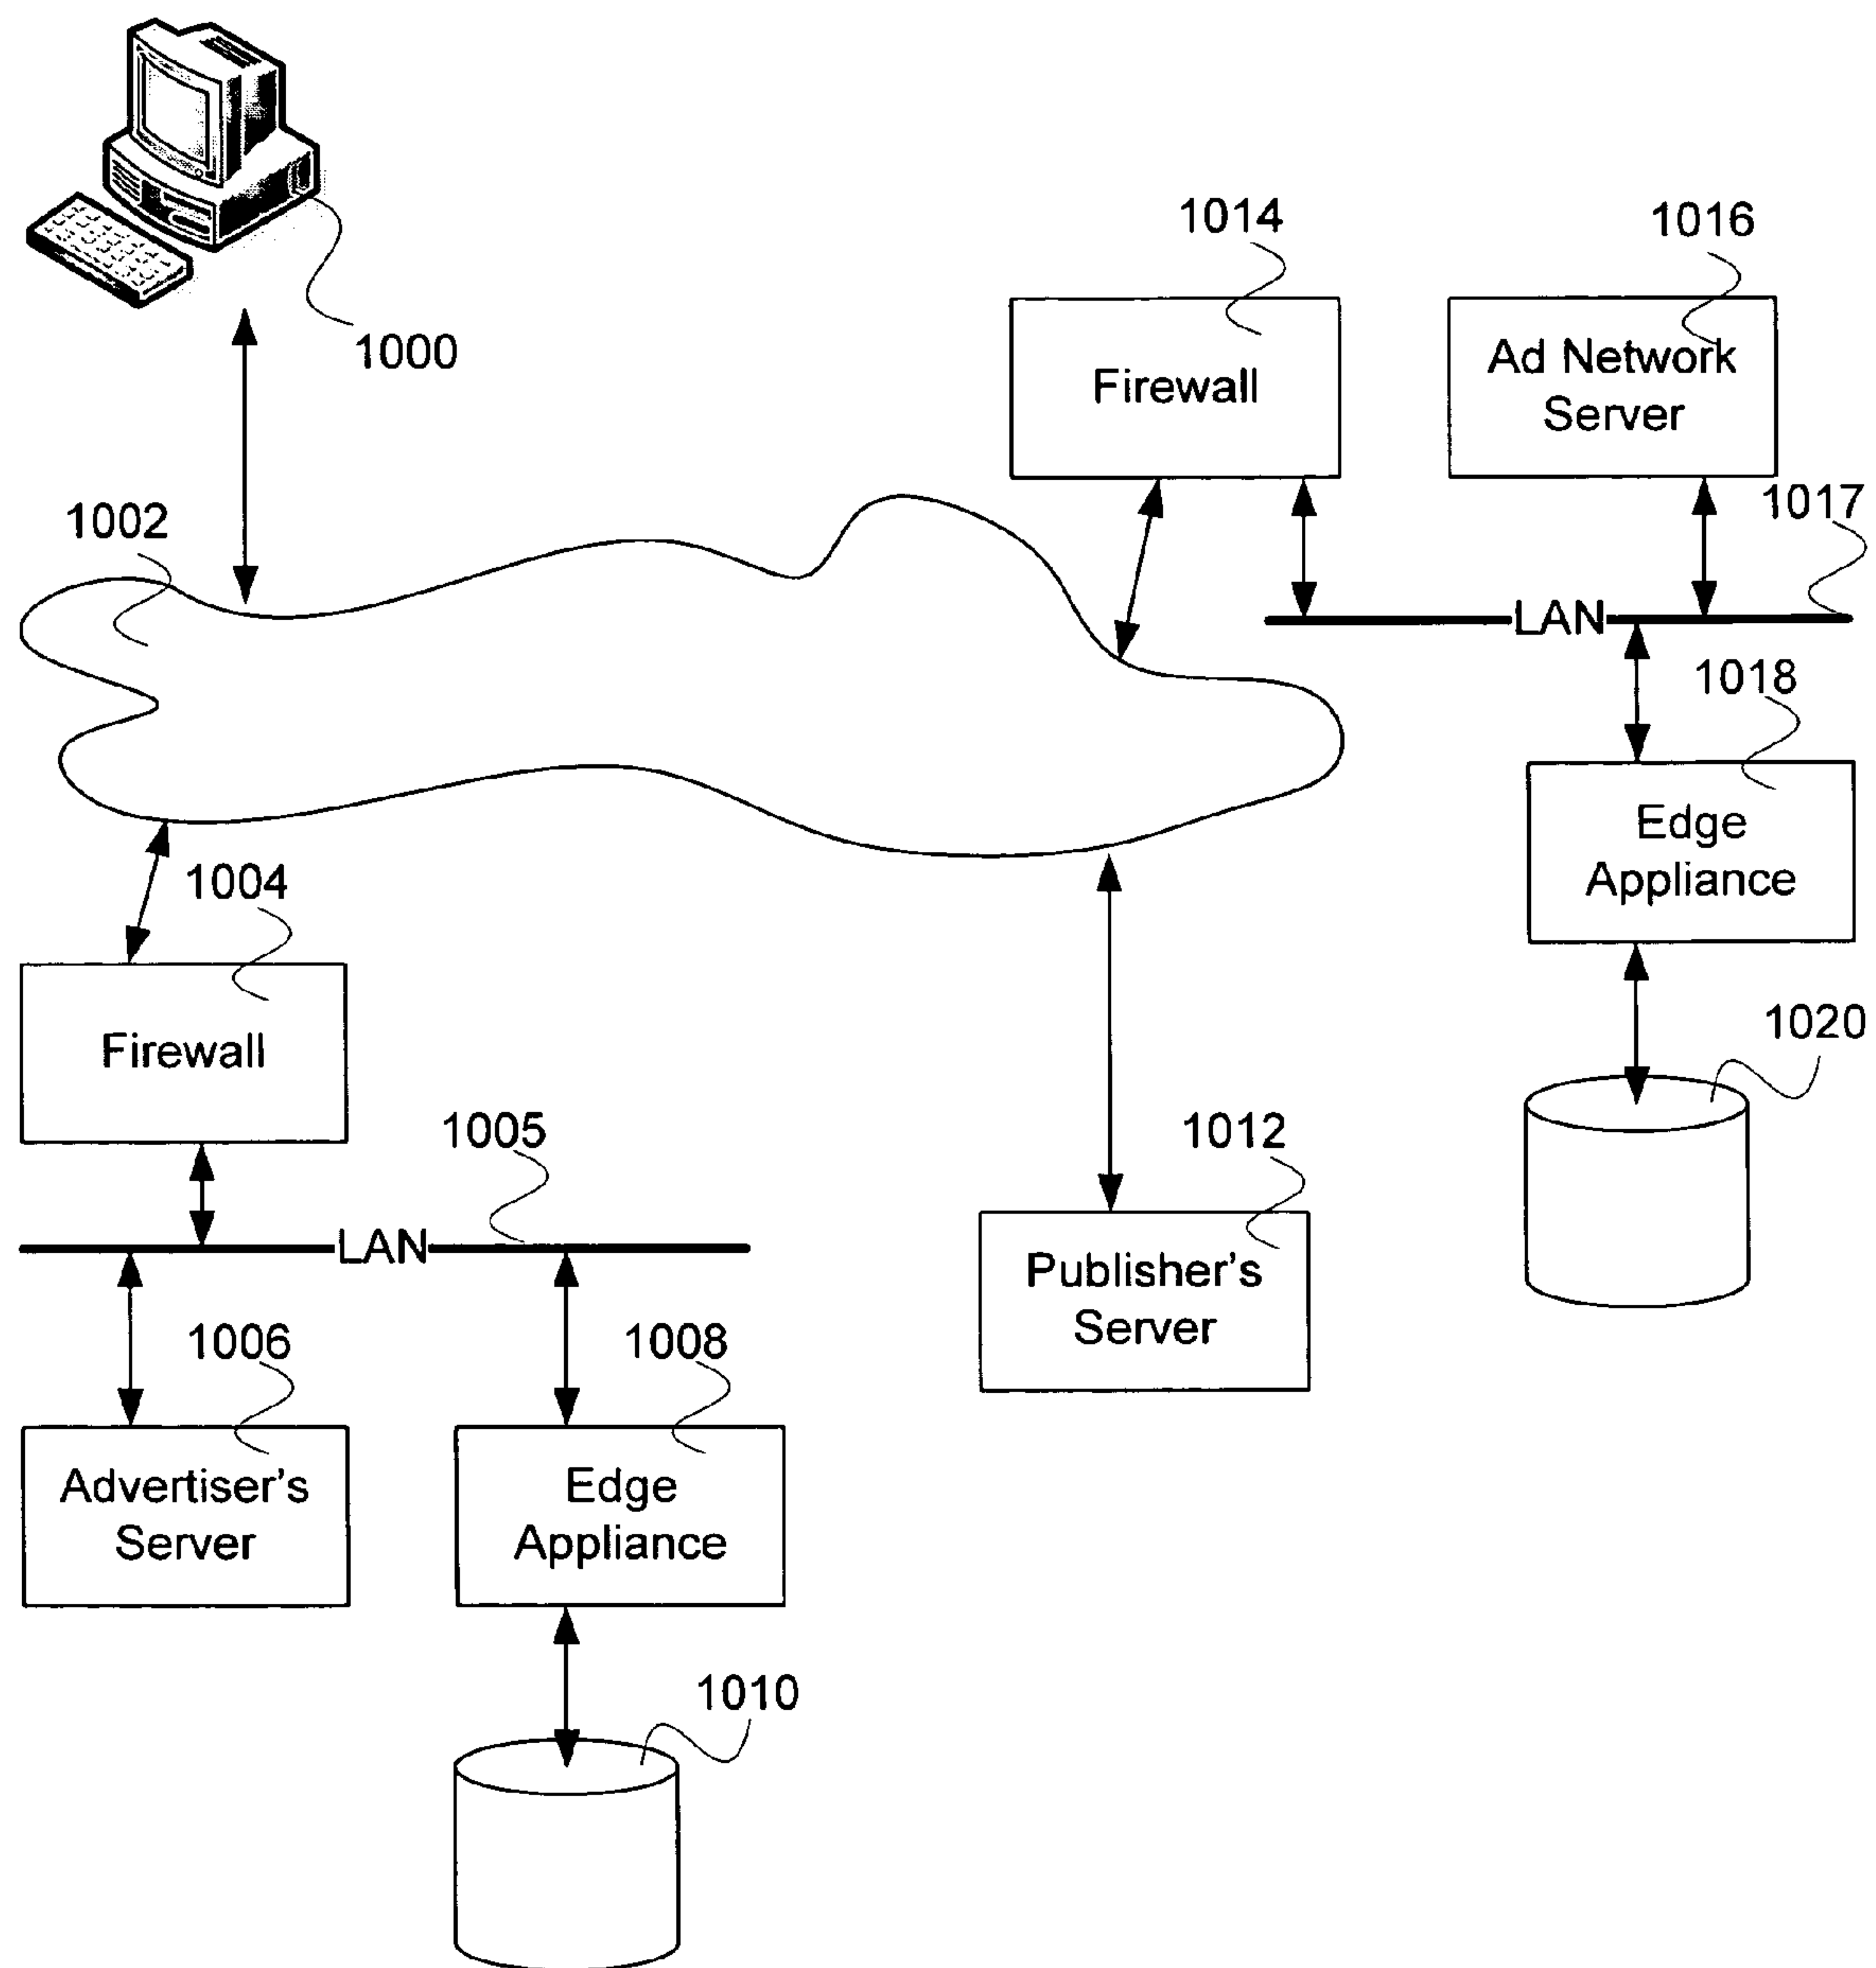 1000
1014
1016
Firewall
Ad Network
Server
1002
1017
LAN
1018
Edge
Appliance
1004
Firewall
1020
1005
1012
LAN
Publisher's
Server
1006
1008
Advertiser's
Server
Edge
Appliance
1010